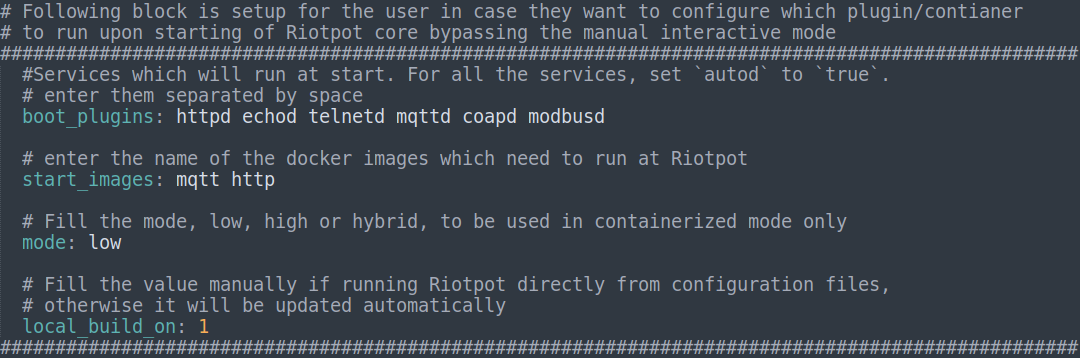 # Following block is setup for the user in case they want to configure which plugin/contianer
# to run upon starting of Riotpot core bypassing the manual interactive mode
##################################################################################################
#Services which will run at start. For all the services, set `autod` to `true`.
# enter them separated by space
boot_plugins: httpd echod telnetd mqttd coapd modbusd
# enter the name of the docker images which need to run at Riotpot
start_images: mqtt http
# Fill the mode, low, high or hybrid, to be used in containerized mode only
mode: low
# Fill the value manually if running Riotpot directly from configuration files,
# otherwise it will be updated automatically
local_build_on: 1
##################################################################################################